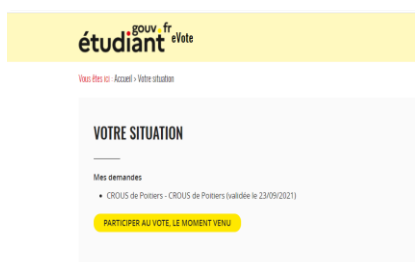 gouv.fr
étudiant eVote
Vous êtes ici : Accueil > Votre situation
VOTRE SITUATION
Mes demandes
• CROUS de Poitiers - CROUS de Poitiers (validée le 23/09/2021)
PARTICIPER AU VOTE, LE MOMENT VENU